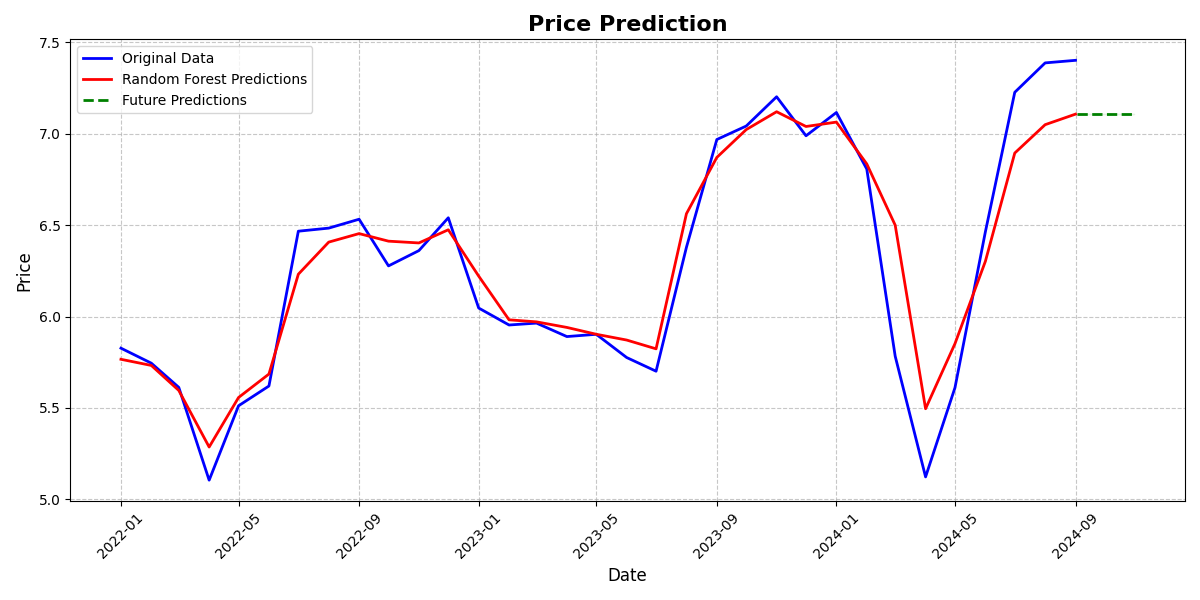 Price Prediction
Original Data
Random Forest Predictions
Future Predictions
7.5
7.0
6.5
6.0
5.5
5.0
Price
2022-01
2022-05
2022-09
2023-01
2023-05
2023-09
2024-01
2024-05
2024-09
Date